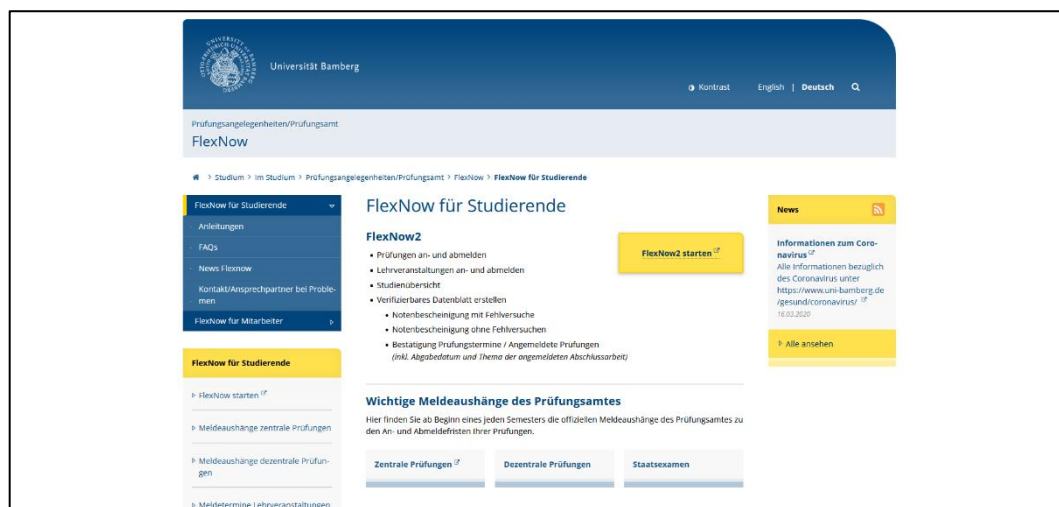 Universität Bamberg
Kontrast
English | Deutsch
Prüfungsangelegenheiten/Prüfungsamt
FlexNow
> Studium > Im Studium > Prüfungsangelegenheiten/Prüfungsamt > FlexNow > FlexNow für Studierende
FlexNow für Studierende
Anleitungen
FAQs
News Flexnow
Kontakt/Ansprechpartner bei Proble-
men
FlexNow für Mitarbeiter
FlexNow für Studierende
FlexNow starten
Meldeaushänge zentrale Prüfungen
Meldeaushänge dezentrale Prüfun-
gen
Meldetermine Lehrveranstaltungen
FlexNow für Studierende
FlexNow2
• Prüfungen an- und abmelden
• Lehrveranstaltungen an- und abmelden
• Studienübersicht
• Verifizierbares Datenblatt erstellen
• Notenbescheinigung mit Fehlversuche
• Notenbescheinigung ohne Fehlversuchen
• Bestätigung Prüfungstermine / Angemeldete Prüfungen
(inkl. Abgabedatum und Thema der angemeldeten Abschlussarbeit)
FlexNow2 starten
Wichtige Meldeaushänge des Prüfungsamtes
Hier finden Sie ab Beginn eines jeden Semesters die offiziellen Meldeaushänge des Prüfungsamtes zu
den An- und Abmeldefristen Ihrer Prüfungen.
Zentrale Prüfungen
Dezentrale Prüfungen
Staatsexamen
News
Informationen zum Coro-
navirus
Alle Informationen bezüglich
des Coronavirus unter
https://www.uni-bamberg.de
/gesund/coronavirus/
16.03.2020
Alle ansehen